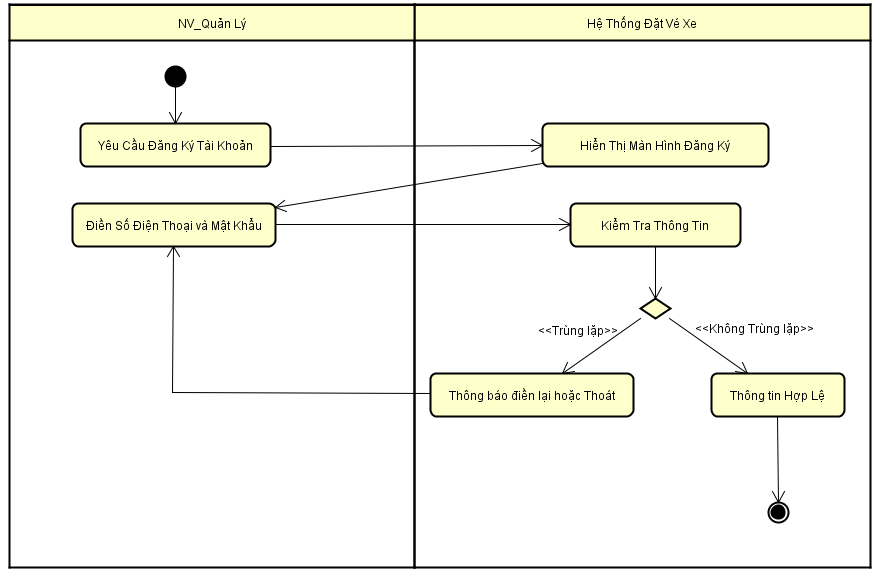 NV_Quản Lý
Hệ Thống Đặt Vé Xe
Yêu Cầu Đăng Ký Tài Khoản
Hiển Thị Màn Hình Đăng Ký
Điền Số Điện Thoại và Mật Khẩu
Kiểm Tra Thông Tin
<<Trùng lặp>>
<<Không Trùng lặp>>
Thông báo điền lại hoặc Thoát
Thông tin Hợp Lệ